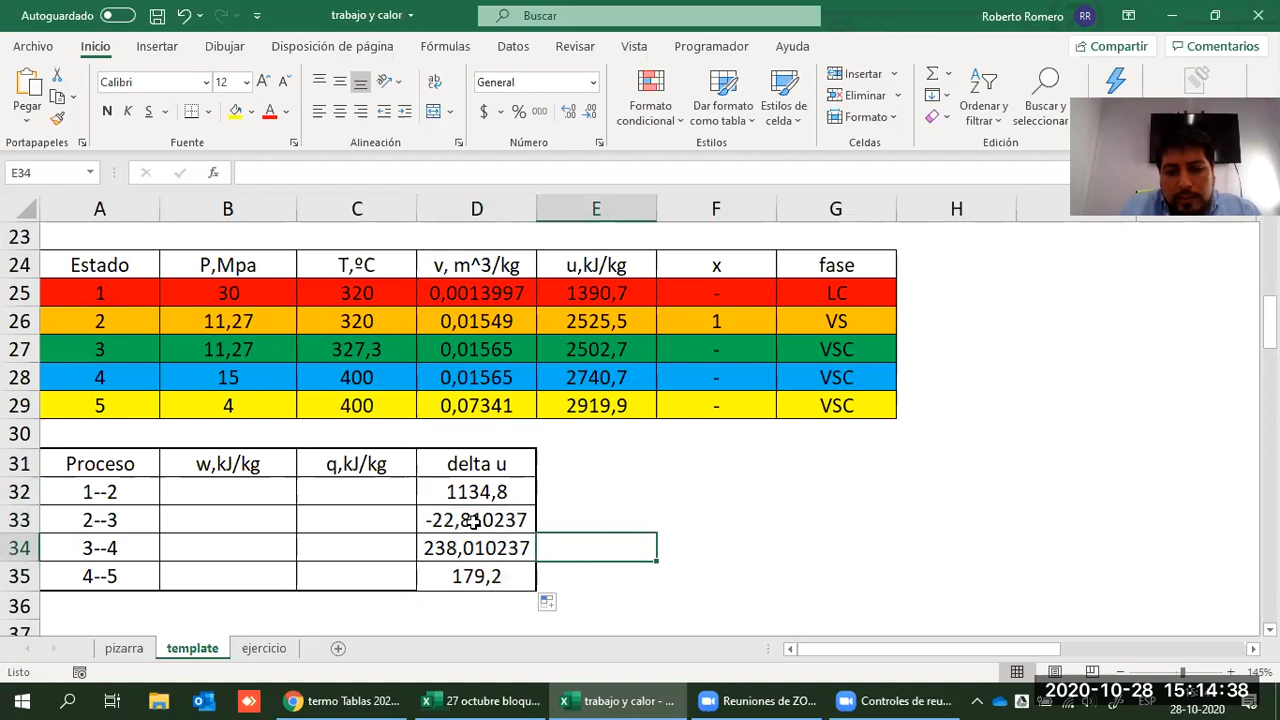 Autoguardado
trabajo y calor
Buscar
Roberto Romero
RR
Archivo Inicio Insertar Dibujar Disposición de página Fórmulas Datos Revisar Vista Programador Ayuda
Compartir Comentarios
Pegar
Calibri 12
General
Formato condicional
Dar formato como tabla
Estilos de celda
Insertar
Eliminar
Formato
Ordenar y filtrar
Buscar y seleccionar
N K S
Portapapeles Fuente Alineación Número Estilos Celdas Edición
E34
A B C D E F G H I
23
24 Estado P,Mpa T,ºC v, m^3/kg u,kJ/kg x fase
25 1 30 320 0,0013997 1390,7 - LC
26 2 11,27 320 0,01549 2525,5 1 VS
27 3 11,27 327,3 0,01565 2502,7 - VSC
28 4 15 400 0,01565 2740,7 - VSC
29 5 4 400 0,07341 2919,9 - VSC
30
31 Proceso w,kJ/kg q,kJ/kg delta u
32 1--2 1134,8
33 2--3 -22,810237
34 3--4 238,010237
35 4--5 179,2
36
37
pizarra template ejercicio
Listo
145%
termo Tablas 202...
27 octubre bloqu...
trabajo y calor - ...
Reuniones de ZO...
Controles de reu...
ESP
2020-10-28 15:14:38
28-10-2020